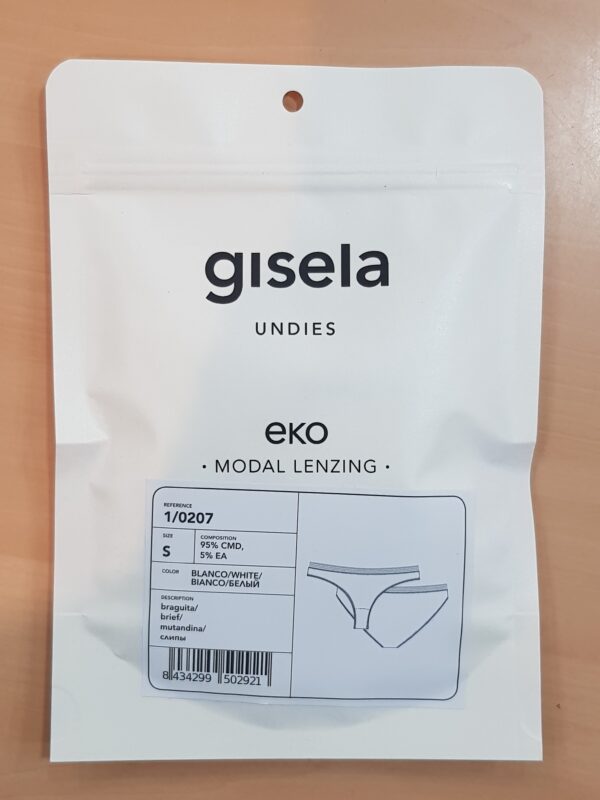 gisela
UNDIES
eko
· MODAL LENZING ·
REFERENCE
1/0207
SIZE
S
COMPOSITION
95% CMD,
5% EA
COLOR
BLANCO/WHITE/
BIANCO/БЕЛЫЙ
DESCRIPTION
braguita/
brief/
mutandina/
слипы
8 434299 502921